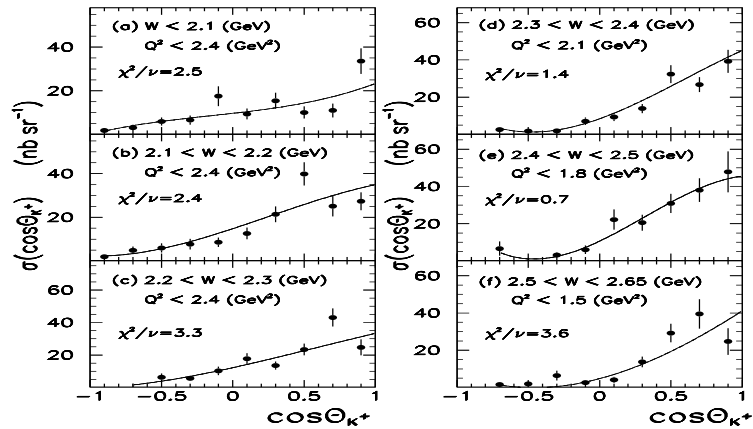 (a) W < 2.1 (GeV)
Q² < 2.4 (GeV²)
χ²/ν=2.5
40
20
(b) 2.1 < W < 2.2 (GeV)
Q² < 2.4 (GeV²)
χ²/ν=2.4
40
20
(c) 2.2 < W < 2.3 (GeV)
Q² < 2.4 (GeV²)
χ²/ν=3.3
60
40
20
σ(cosΘK+) (nb sr⁻¹)
−1 −0.5 0 0.5 1
cosΘK+
(d) 2.3 < W < 2.4 (GeV)
Q² < 2.1 (GeV²)
χ²/ν=1.4
60
40
20
(e) 2.4 < W < 2.5 (GeV)
Q² < 1.8 (GeV²)
χ²/ν=0.7
60
40
20
(f) 2.5 < W < 2.65 (GeV)
Q² < 1.5 (GeV²)
χ²/ν=3.6
60
40
20
σ(cosΘK+) (nb sr⁻¹)
−1 −0.5 0 0.5 1
cosΘK+